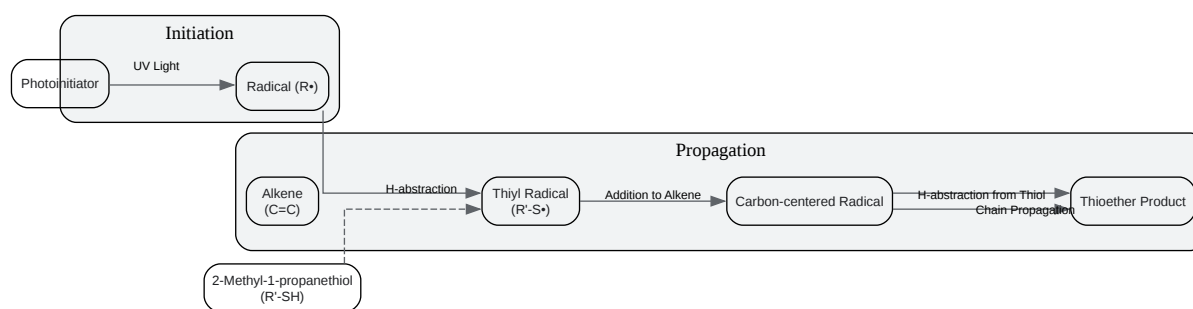 Initiation
UV Light
Photoinitiator
Radical (R•)
Propagation
Alkene
(C=C)
H-abstraction
Thiyl Radical
(R'-S•)
Addition to Alkene
Carbon-centered Radical
H-abstraction from Thiol
Chain Propagation
Thioether Product
2-Methyl-1-propanethiol
(R'-SH)